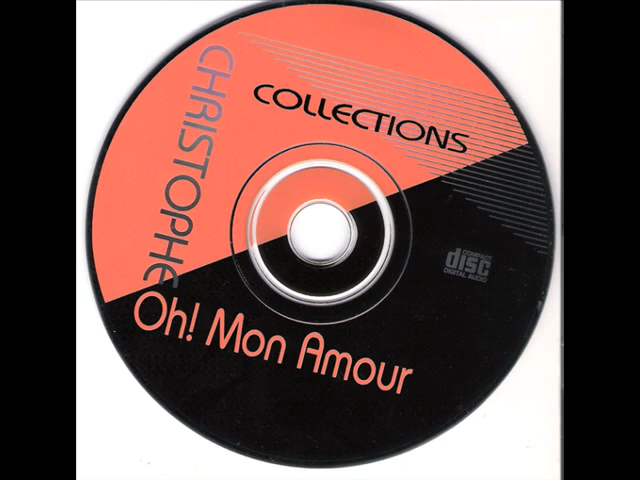 COLLECTIONS
CHRISTOPHE
Oh! Mon Amour
COMPACT
disc
DIGITAL AUDIO